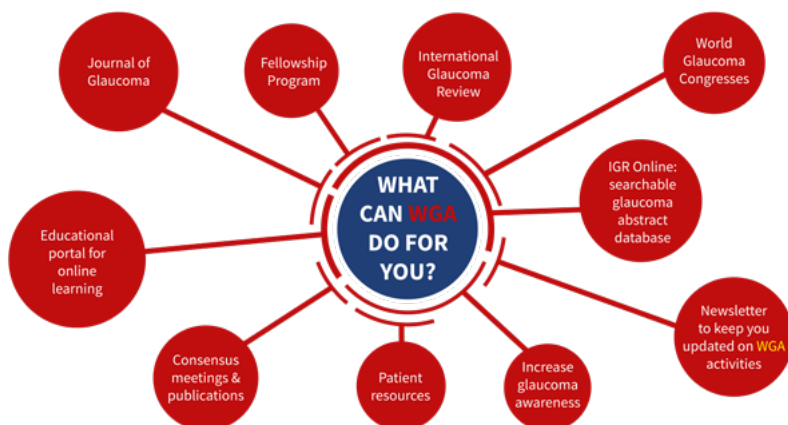 Journal of
Glaucoma
Fellowship
Program
International
Glaucoma
Review
World
Glaucoma
Congresses
IGR Online:
searchable
glaucoma
abstract
database
WHAT
CAN WGA
DO FOR
YOU?
Educational
portal for
online
learning
Newsletter
to keep you
updated on WGA
activities
Consensus
meetings &
publications
Patient
resources
Increase
glaucoma
awareness